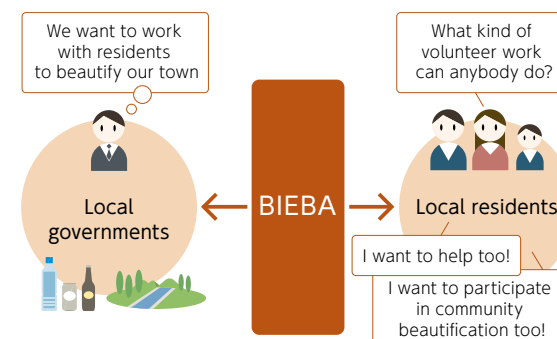 We want to work
with residents
to beautify our town
What kind of
volunteer work
can anybody do?
Local
governments
BIEBA
Local residents
I want to help too!
I want to participate
in community
beautification too!